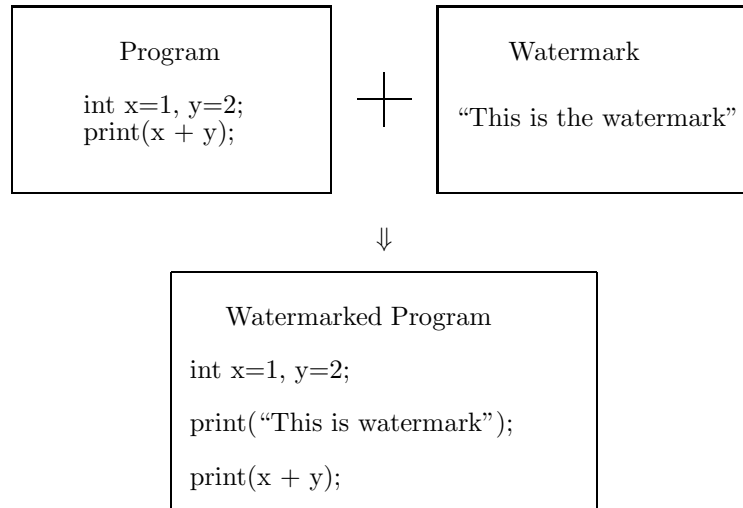 Program
int x=1, y=2;
print(x + y);
Watermark
“This is the watermark”
⇓
Watermarked Program
int x=1, y=2;
print(“This is watermark”);
print(x + y);